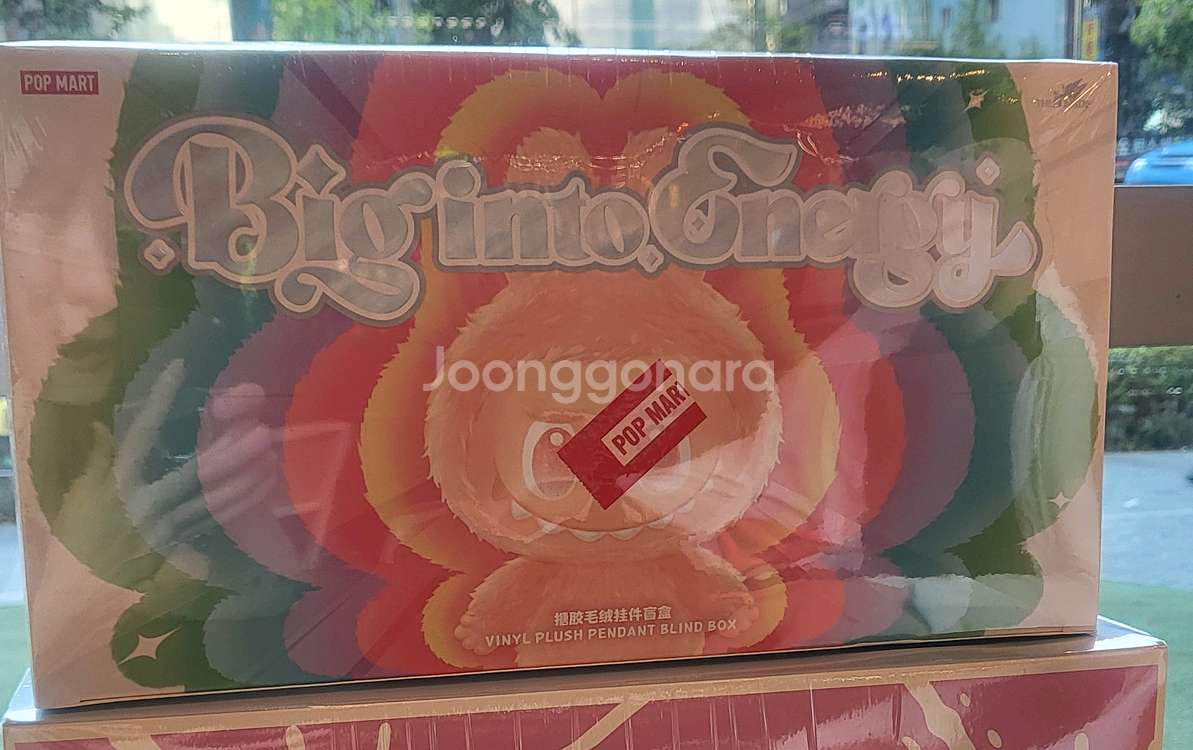 POP MART
Big into Energy
Joonggonara
POP MART
搪胶毛绒挂件盲盒
VINYL PLUSH PENDANT BLIND BOX